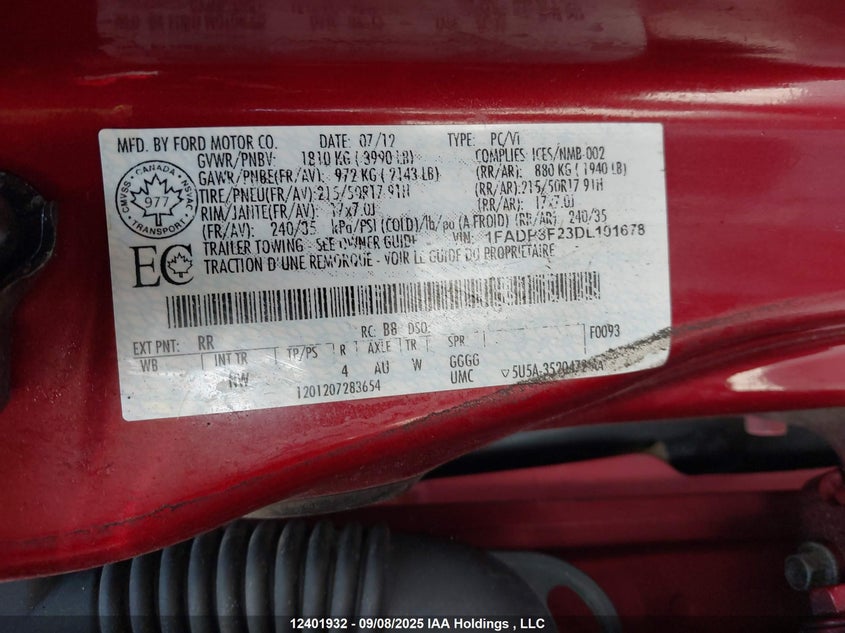 MFD. BY FORD MOTOR CO. DATE: 07/12 TYPE: PC/VI
GVWR/PNBV: 1810 KG ( 3990 LB) COMPLIES ICES/NMB-002
GAWR/PNBE(FR/AV): 972 KG ( 2143 LB) (RR/AR): 880 KG ( 1940 LB)
TIRE/PNEU(FR/AV):215/50R17 91H (RR/AR):215/50R17 91H
RIM/JANTE(FR/AV): 17x7.0J (RR/AR): 17x7.0J
(FR/AV): 240/35 kPa/PSI (COLD)/lb/po (A FROID) (RR/AR): 240/35
TRAILER TOWING - SEE OWNER GUIDE VIN: 1FADP3F23DL101678
TRACTION D'UNE REMORQUE - VOIR LE GUIDE DU PROPRIETAIRE
CMVSS CANADA NSVAC
977
TRANSPORT
EC
EXT PNT: RR RC: B8 DSO: F0093
WB INT TR TP/PS R AXLE TR SPR
NW 4 AU W GGGG
UMC
1201207283654
12401932 - 09/08/2025 IAA Holdings , LLC